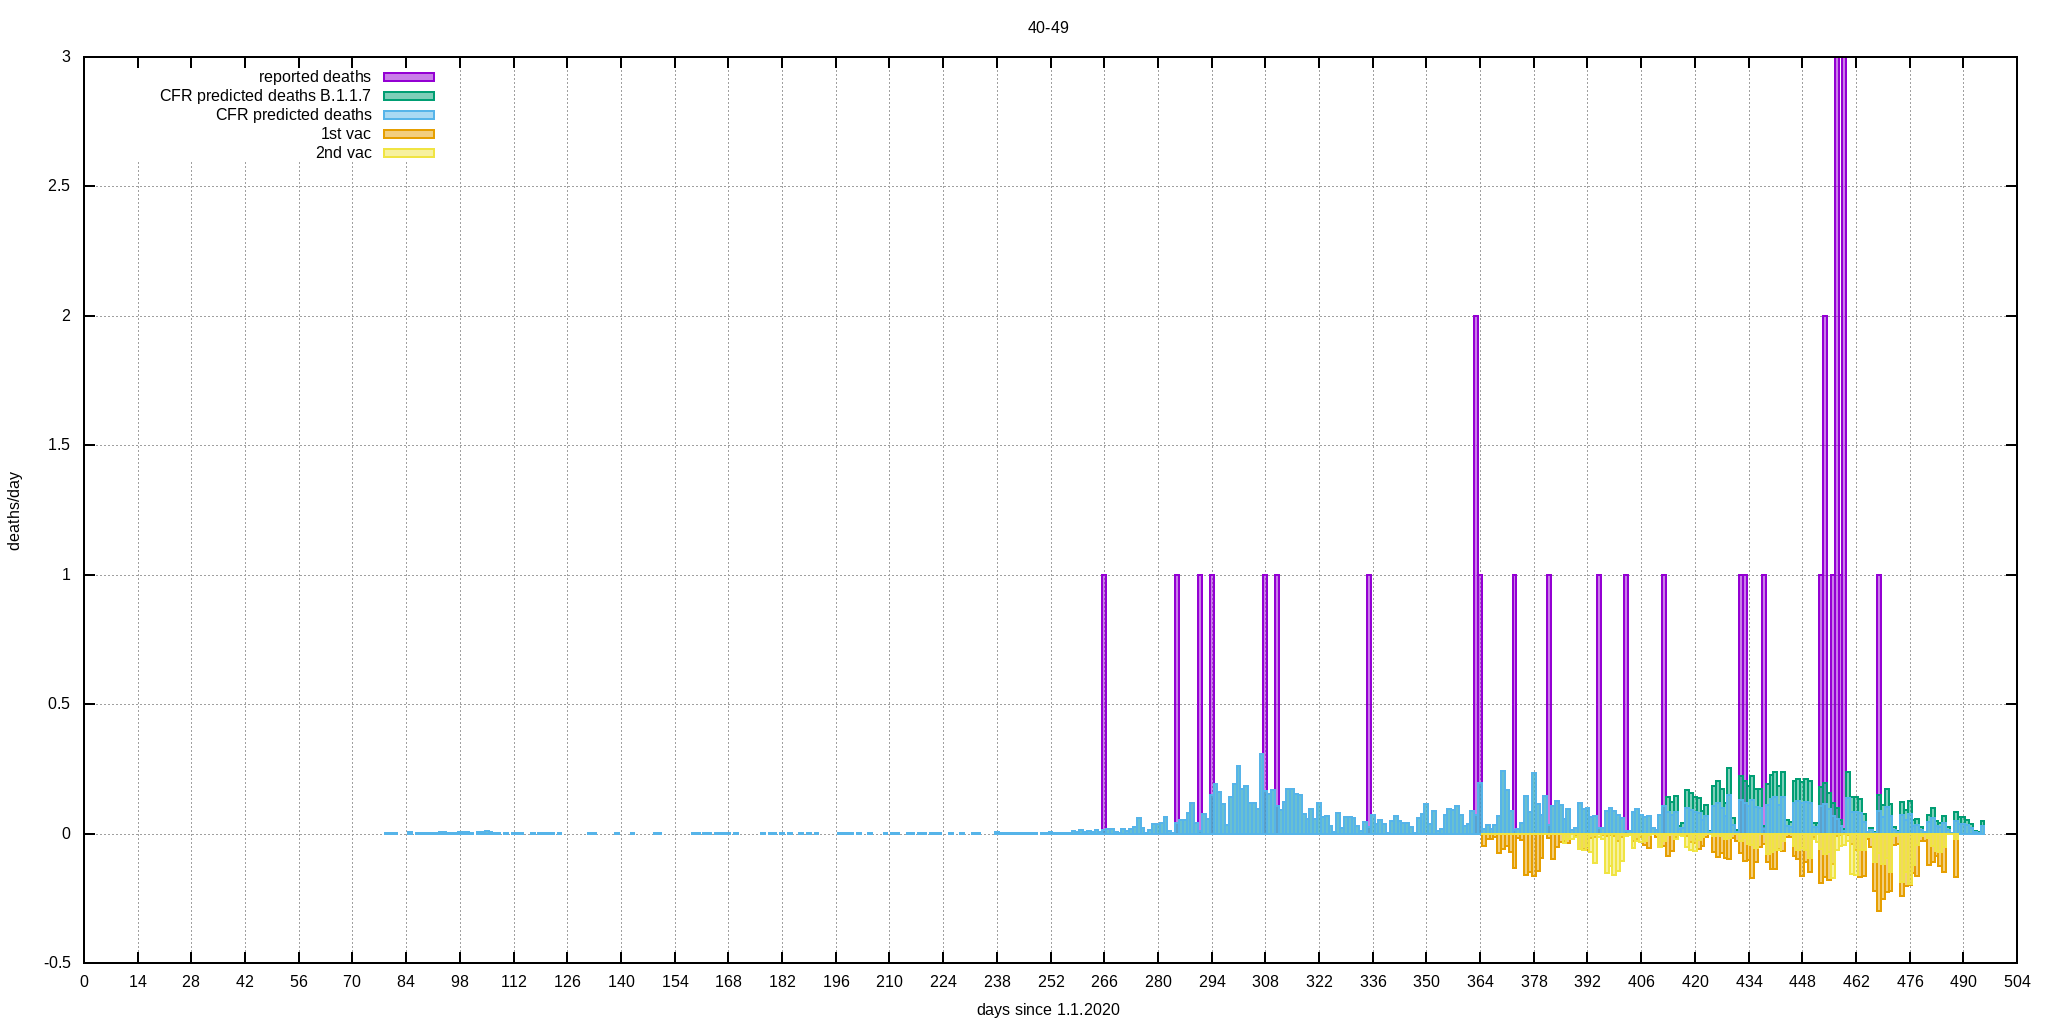 40-49
3
reported deaths
CFR predicted deaths B.1.1.7
CFR predicted deaths
1st vac
2nd vac
2.5
2
1.5
1
0.5
0
-0.5
deaths/day
0 14 28 42 56 70 84 98 112 126 140 154 168 182 196 210 224 238 252 266 280 294 308 322 336 350 364 378 392 406 420 434 448 462 476 490 504
days since 1.1.2020